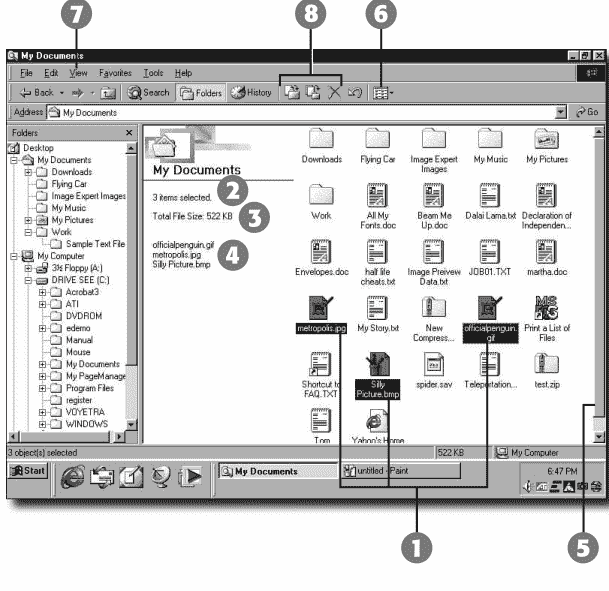 7
8
6
My Documents
File Edit View Favorites Tools Help
Back Search Folders History
Address My Documents Go
Folders
Desktop
My Documents
Downloads
Flying Car
Image Expert Images
My Music
My Pictures
Work
Sample Text File
My Computer
3½ Floppy (A:)
DRIVE SEE (C:)
Acrobat3
ATI
DVDROM
edemo
Manual
Mouse
My Documents
My PageManage
Program Files
register
VOYETRA
WINDOWS
My Documents
3 items selected. 2
Total File Size: 522 KB 3
officialpenguin.gif
metropolis.jpg 4
Silly Picture.bmp
Downloads Flying Car Image Expert My Music My Pictures
Images
Work All My Beam Me Dalai Lama.txt Declaration of
Fonts.doc Up.doc Independen...
Envelopes.doc half life Image Preivew JOB01.TXT martha.doc
cheats.txt Data.txt
metropolis.jpg My Story.txt New officialpenguin. Print a List of
Compress... gif Files
Shortcut to Silly spider.sav Teleportation... test.zip
FAQ.TXT Picture.bmp
Tom Yahoo's Home
3 object(s) selected 522 KB My Computer
Start My Documents untitled - Paint 6:47 PM
1
5